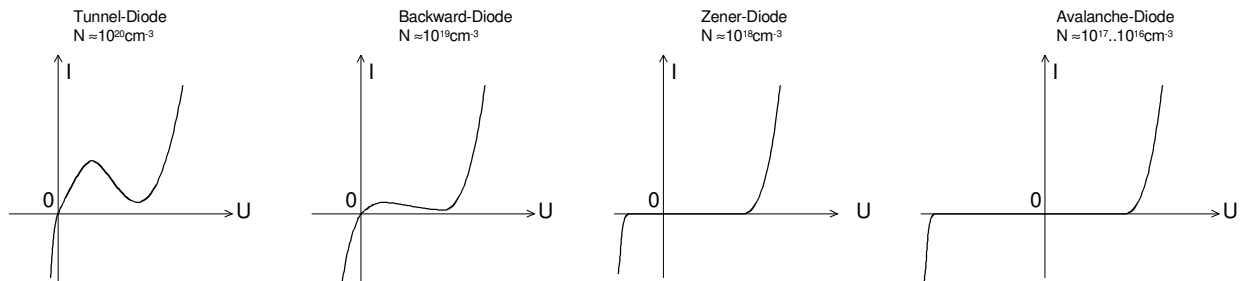 Tunnel-Diode
N ≈10²⁰cm⁻³
I
0
U
Backward-Diode
N ≈10¹⁹cm⁻³
I
0
U
Zener-Diode
N ≈10¹⁸cm⁻³
I
0
U
Avalanche-Diode
N ≈10¹⁷..10¹⁶cm⁻³
I
0
U